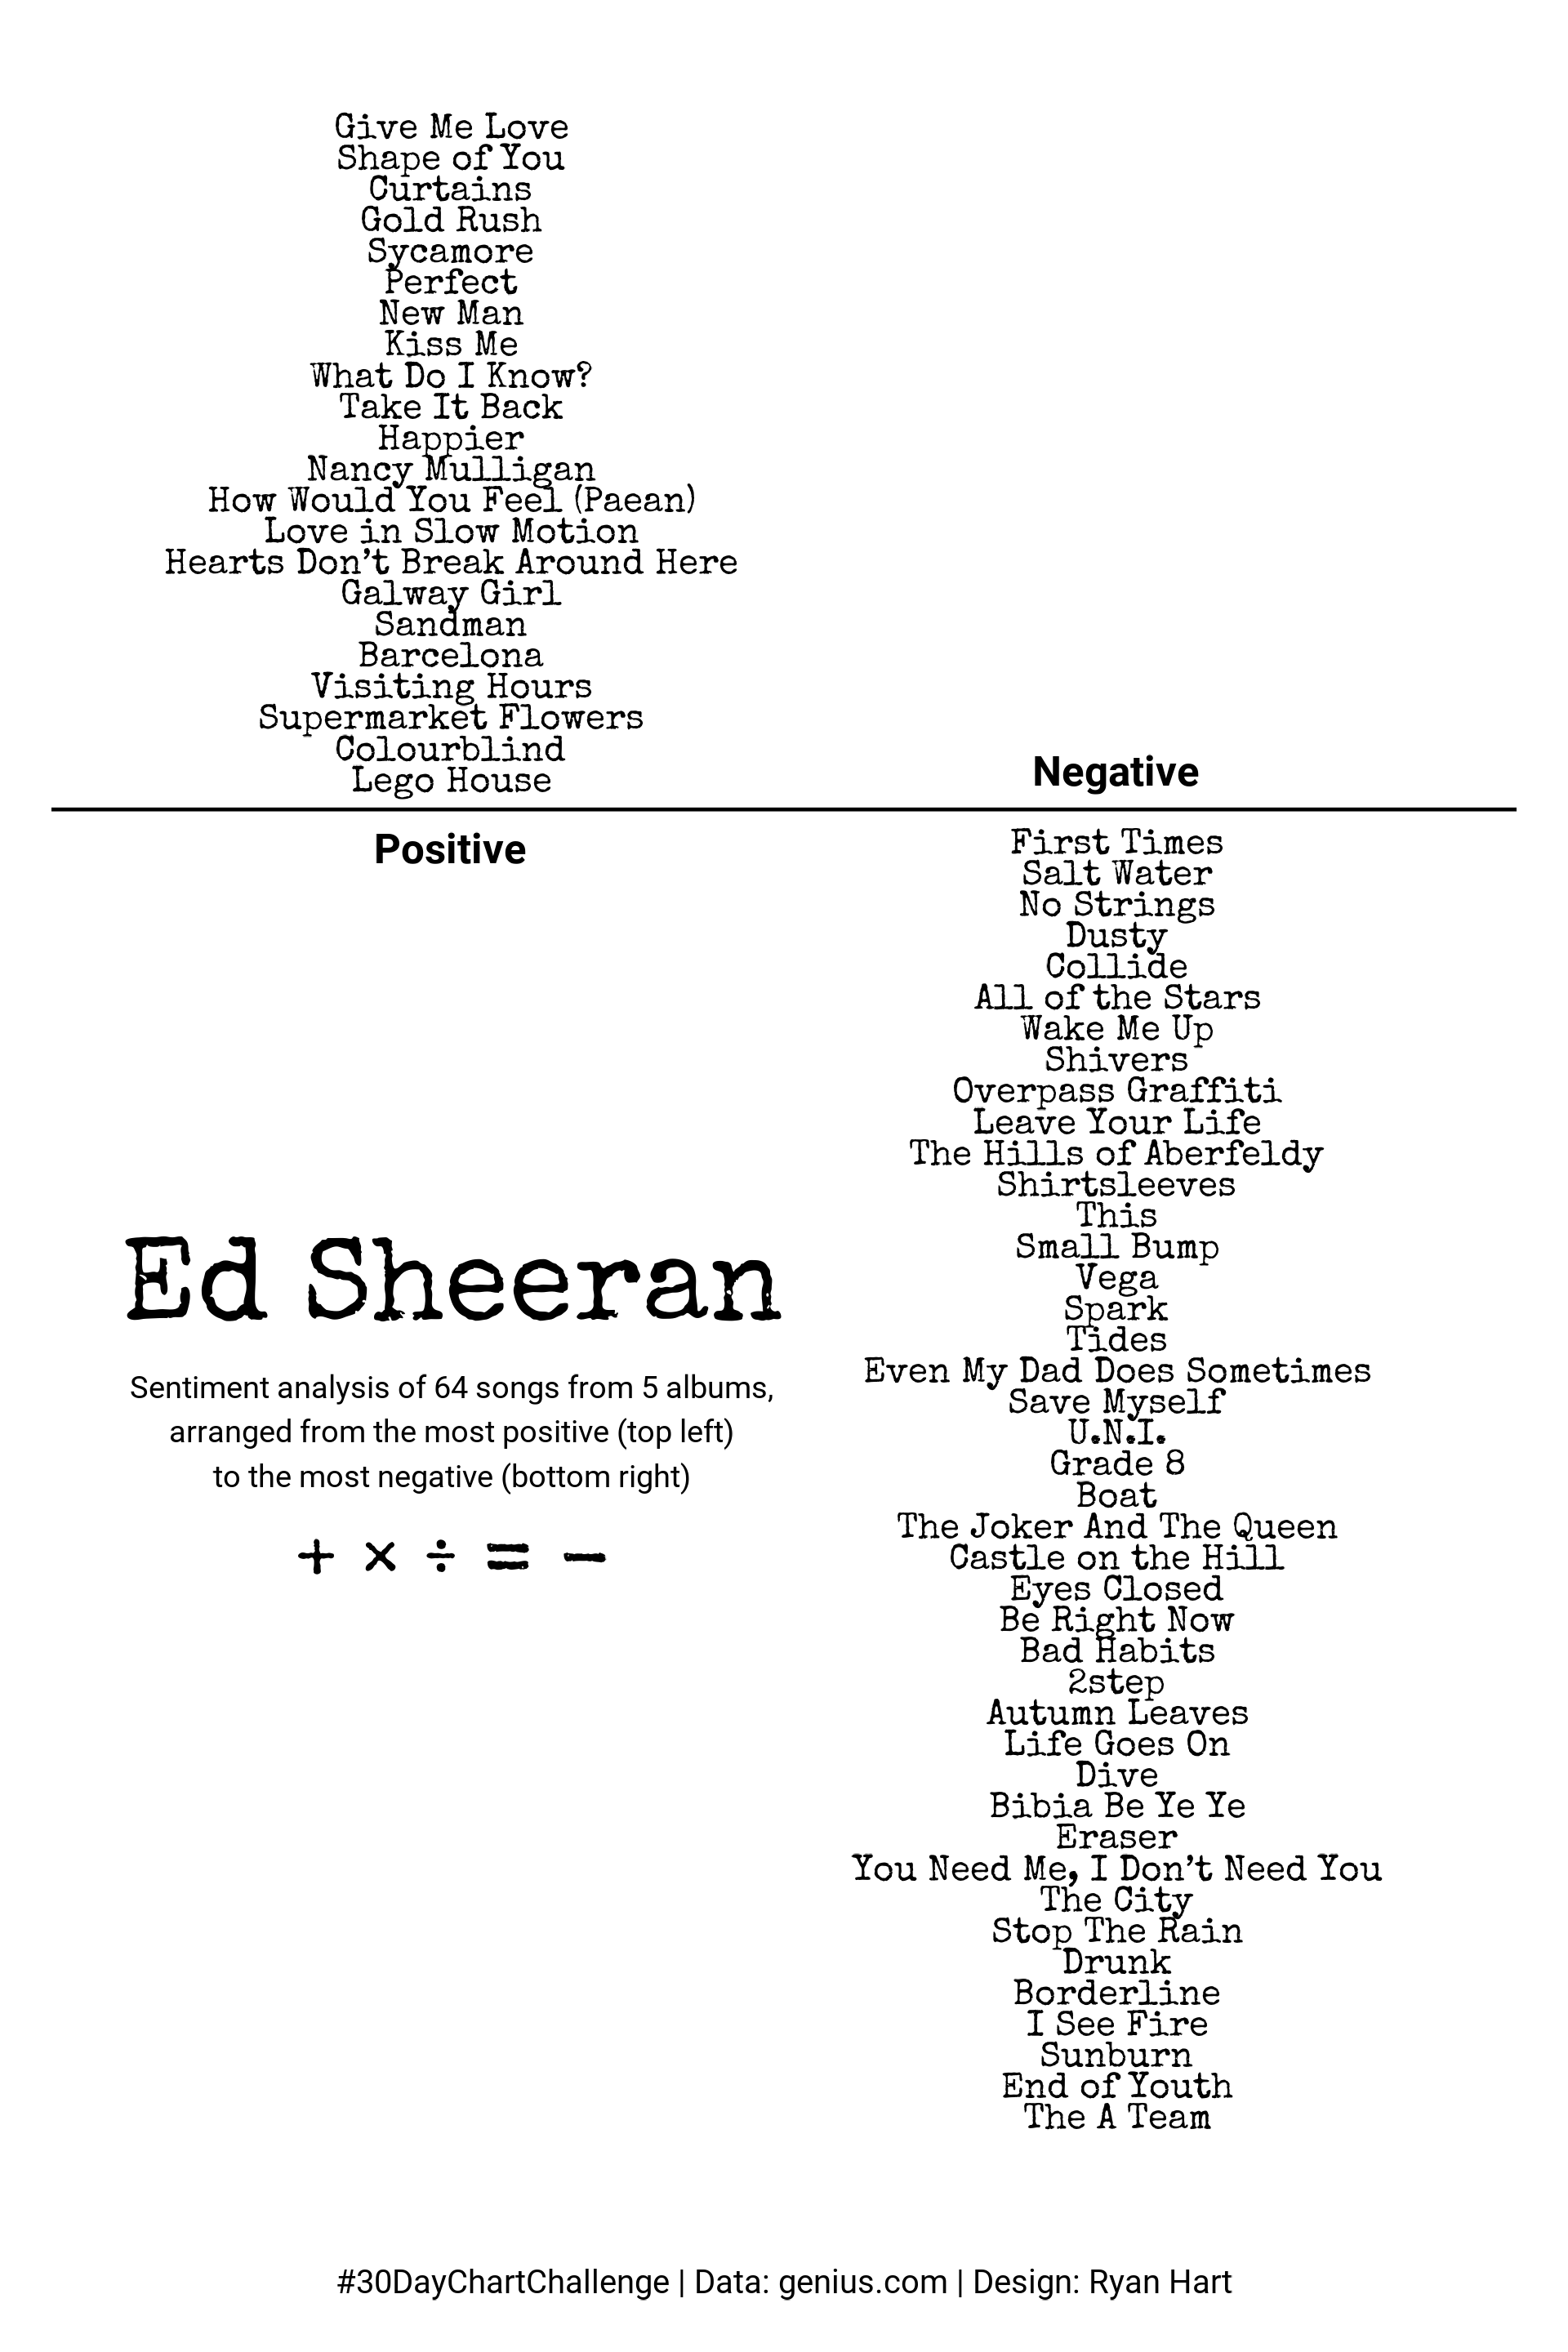 Give Me Love
Shape of You
Curtains
Gold Rush
Sycamore
Perfect
New Man
Kiss Me
What Do I Know?
Take It Back
Happier
Nancy Mulligan
How Would You Feel (Paean)
Love in Slow Motion
Hearts Don’t Break Around Here
Galway Girl
Sandman
Barcelona
Visiting Hours
Supermarket Flowers
Colourblind
Lego House
Positive
Negative
First Times
Salt Water
No Strings
Dusty
Collide
All of the Stars
Wake Me Up
Shivers
Overpass Graffiti
Leave Your Life
The Hills of Aberfeldy
Shirtsleeves
This
Small Bump
Vega
Spark
Tides
Even My Dad Does Sometimes
Save Myself
U.N.I.
Grade 8
Boat
The Joker And The Queen
Castle on the Hill
Eyes Closed
Be Right Now
Bad Habits
2step
Autumn Leaves
Life Goes On
Dive
Bibia Be Ye Ye
Eraser
You Need Me, I Don’t Need You
The City
Stop The Rain
Drunk
Borderline
I See Fire
Sunburn
End of Youth
The A Team
Ed Sheeran
Sentiment analysis of 64 songs from 5 albums,
arranged from the most positive (top left)
to the most negative (bottom right)
+ × ÷ = −
#30DayChartChallenge | Data: genius.com | Design: Ryan Hart